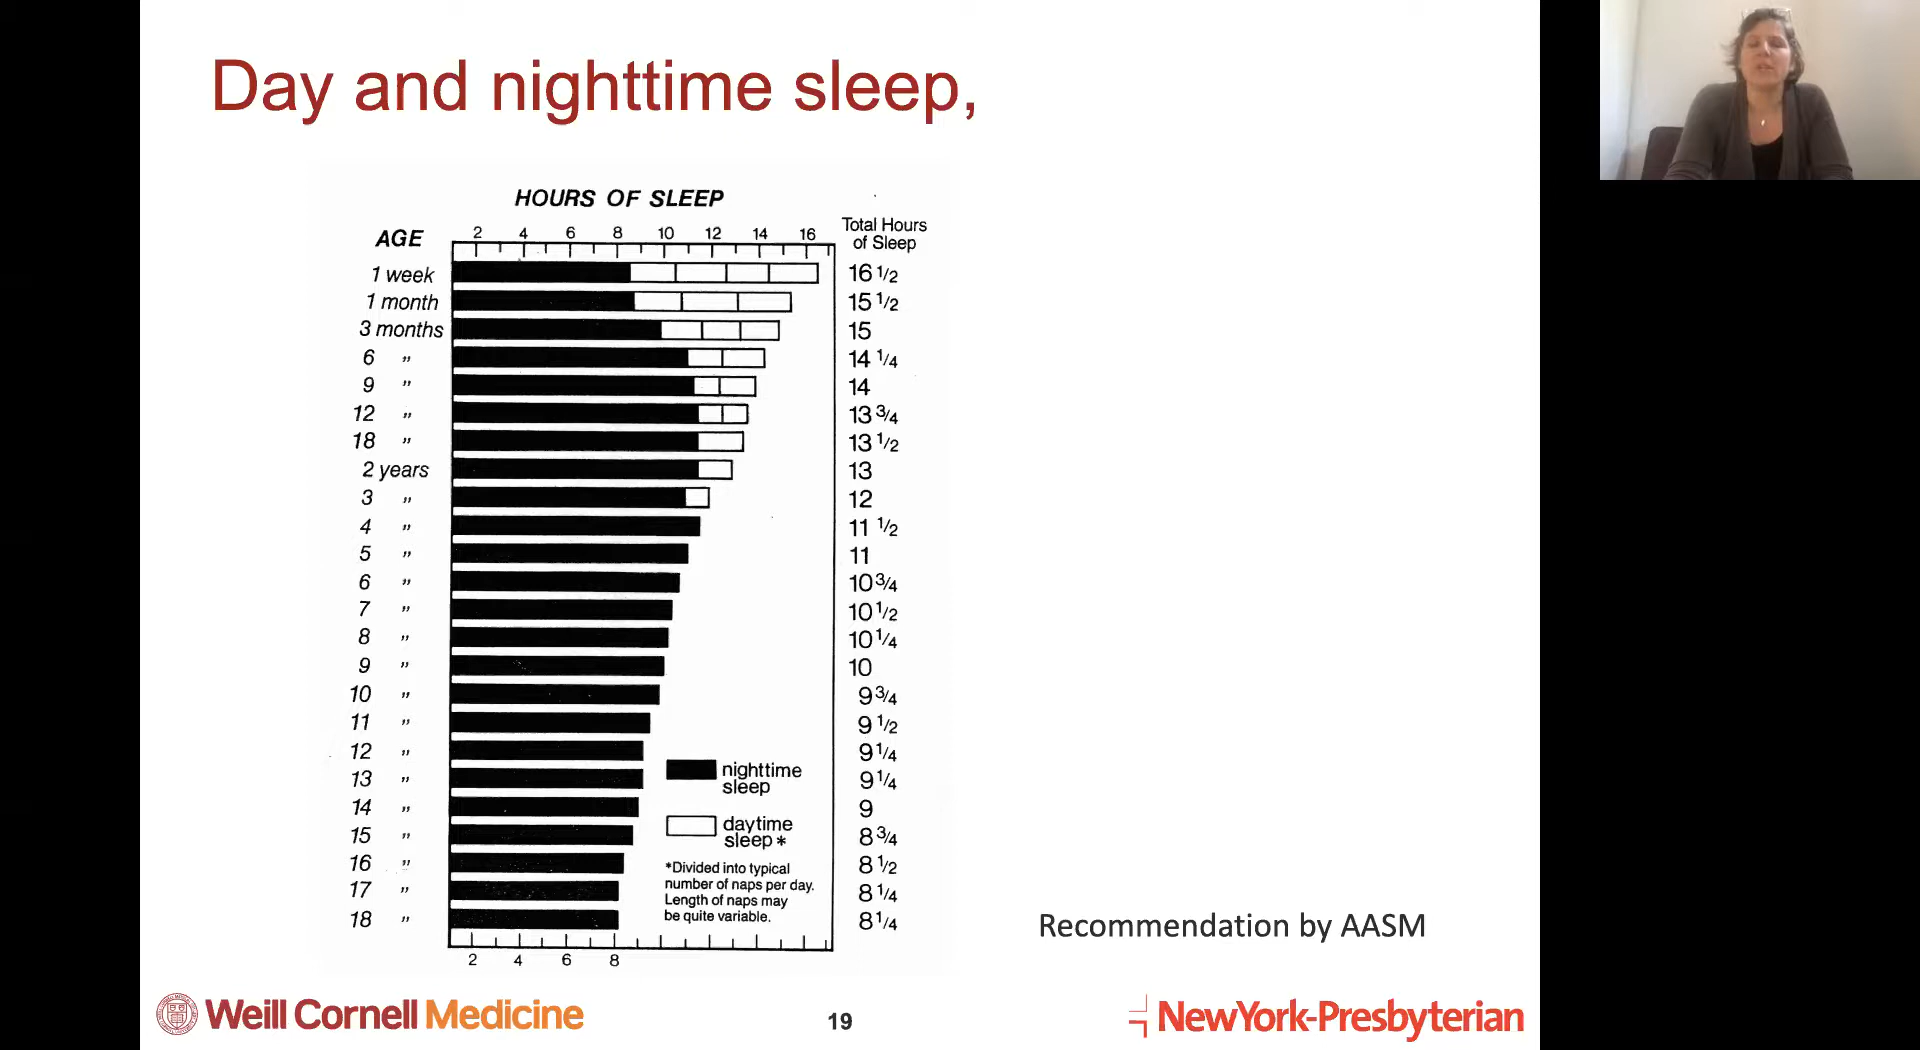 Day and nighttime sleep,
HOURS OF SLEEP
AGE 2 4 6 8 10 12 14 16 Total Hours of Sleep
1 week 16 1/2
1 month 15 1/2
3 months 15
6 " 14 1/4
9 " 14
12 " 13 3/4
18 " 13 1/2
2 years 13
3 " 12
4 " 11 1/2
5 " 11
6 " 10 3/4
7 " 10 1/2
8 " 10 1/4
9 " 10
10 " 9 3/4
11 " 9 1/2
12 " 9 1/4
13 " 9 1/4
14 " 9
15 " 8 3/4
16 " 8 1/2
17 " 8 1/4
18 " 8 1/4
2 4 6 8
nighttime
sleep
daytime
sleep*
*Divided into typical
number of naps per day.
Length of naps may
be quite variable.
Recommendation by AASM
Weill Cornell Medicine
19
NewYork-Presbyterian